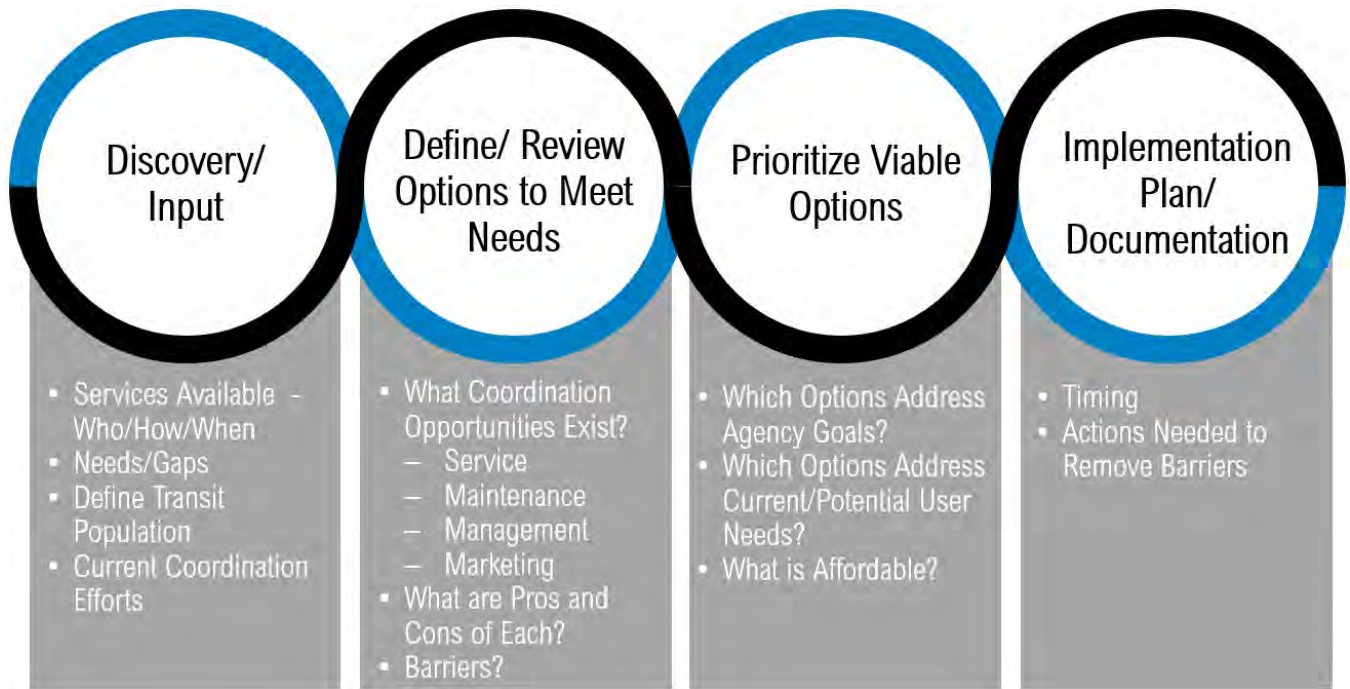 Discovery/
Input
Define/ Review
Options to Meet
Needs
Prioritize Viable
Options
Implementation
Plan/
Documentation
• Services Available -
Who/How/When
• Needs/Gaps
• Define Transit
Population
• Current Coordination
Efforts
• What Coordination
Opportunities Exist?
– Service
– Maintenance
– Management
– Marketing
• What are Pros and
Cons of Each?
• Barriers?
• Which Options Address
Agency Goals?
• Which Options Address
Current/Potential User
Needs?
• What is Affordable?
• Timing
• Actions Needed to
Remove Barriers